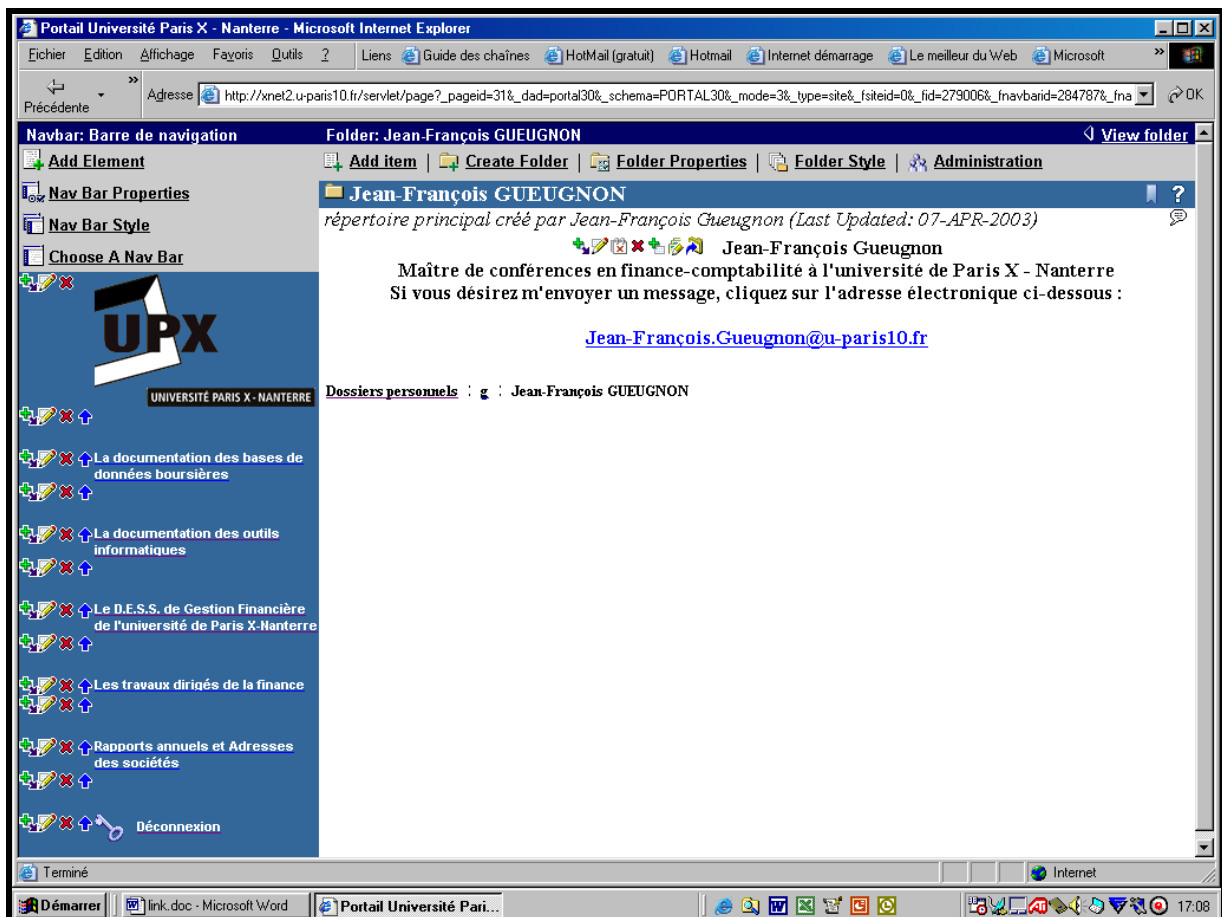 Portail Université Paris X - Nanterre - Microsoft Internet Explorer
Fichier Edition Affichage Favoris Outils ? Liens Guide des chaînes HotMail (gratuit) Hotmail Internet démarrage Le meilleur du Web Microsoft »
Précédente » Adresse http://xnet2.u-paris10.fr/servlet/page?_pageid=31&_dad=portal30&_schema=PORTAL30&_mode=3&_type=site&_fsiteid=0&_fid=279006&_fnavbarid=284787&_fna OK
Navbar: Barre de navigation
Add Element
Nav Bar Properties
Nav Bar Style
Choose A Nav Bar
UPX
UNIVERSITÉ PARIS X - NANTERRE
La documentation des bases de
données boursières
La documentation des outils
informatiques
Le D.E.S.S. de Gestion Financière
de l'université de Paris X-Nanterre
Les travaux dirigés de la finance
Rapports annuels et Adresses
des sociétés
Déconnexion
Folder: Jean-François GUEUGNON View folder
Add item | Create Folder | Folder Properties | Folder Style | Administration
Jean-François GUEUGNON ?
répertoire principal créé par Jean-François Gueugnon (Last Updated: 07-APR-2003)
Jean-François Gueugnon
Maître de conférences en finance-comptabilité à l'université de Paris X - Nanterre
Si vous désirez m'envoyer un message, cliquez sur l'adresse électronique ci-dessous :
Jean-François.Gueugnon@u-paris10.fr
Dossiers personnels : g : Jean-François GUEUGNON
Terminé Internet
Démarrer link.doc - Microsoft Word Portail Université Pari... 17:08